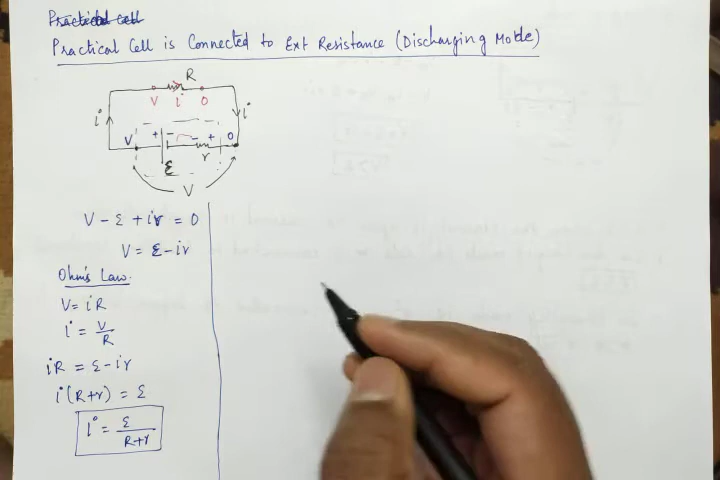 Practical cell
Practical Cell is Connected to Ext Resistance (Discharging Mode)
R
V i 0
i i
V + - - + 0
r
ε
V
V - ε + ir = 0
V = ε - ir
Ohm's Law.
V = iR
i = V/R
iR = ε - ir
i(R+r) = ε
i = ε/R+r